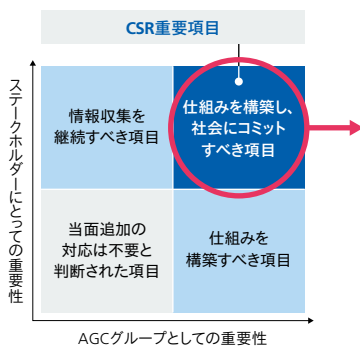 CSR重要項目
ステークホルダーにとっての重要性
情報収集を
継続すべき項目
仕組みを構築し、
社会にコミット
すべき項目
当面追加の
対応は不要と
判断された項目
仕組みを
構築すべき項目
AGCグループとしての重要性